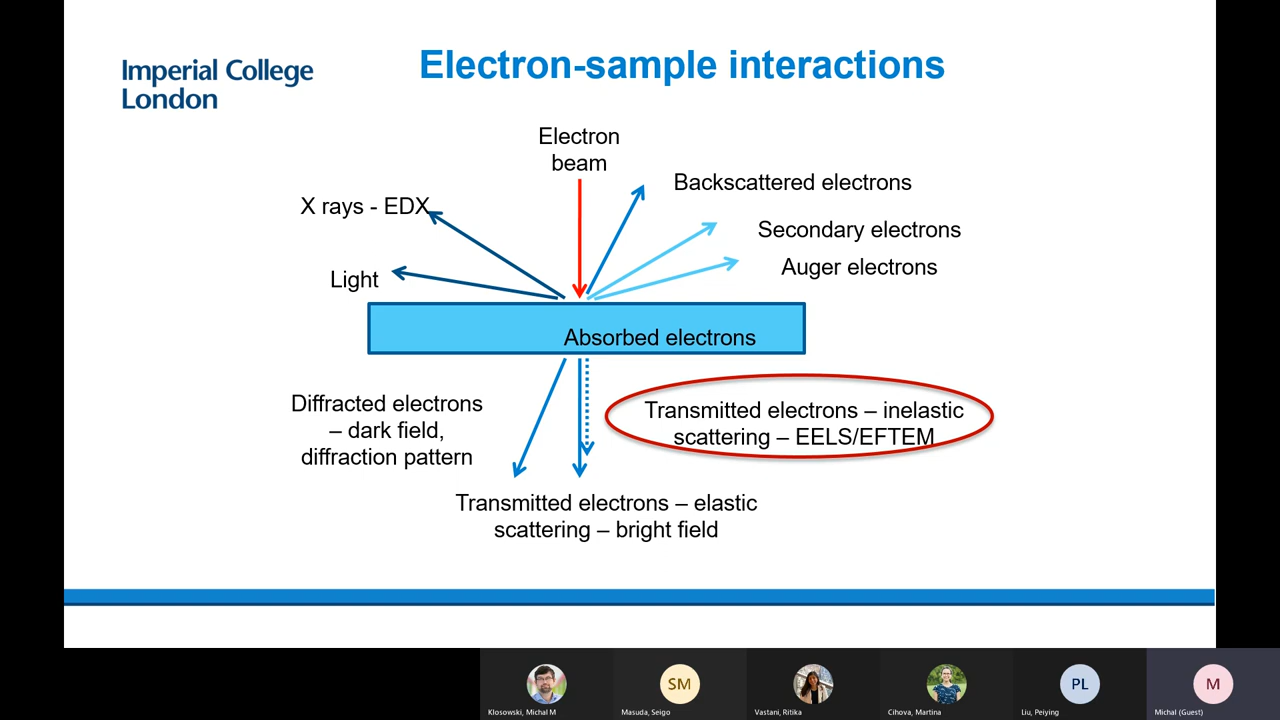 Imperial College
London
Electron-sample interactions
Electron
beam
Backscattered electrons
X rays - EDX
Secondary electrons
Auger electrons
Light
Absorbed electrons
Diffracted electrons
– dark field,
diffraction pattern
Transmitted electrons – inelastic
scattering – EELS/EFTEM
Transmitted electrons – elastic
scattering – bright field
SM
PL
M
Klosowski, Michal M
Masuda, Seigo
Vastani, Ritika
Cihova, Martina
Liu, Peiying
Michal (Guest)